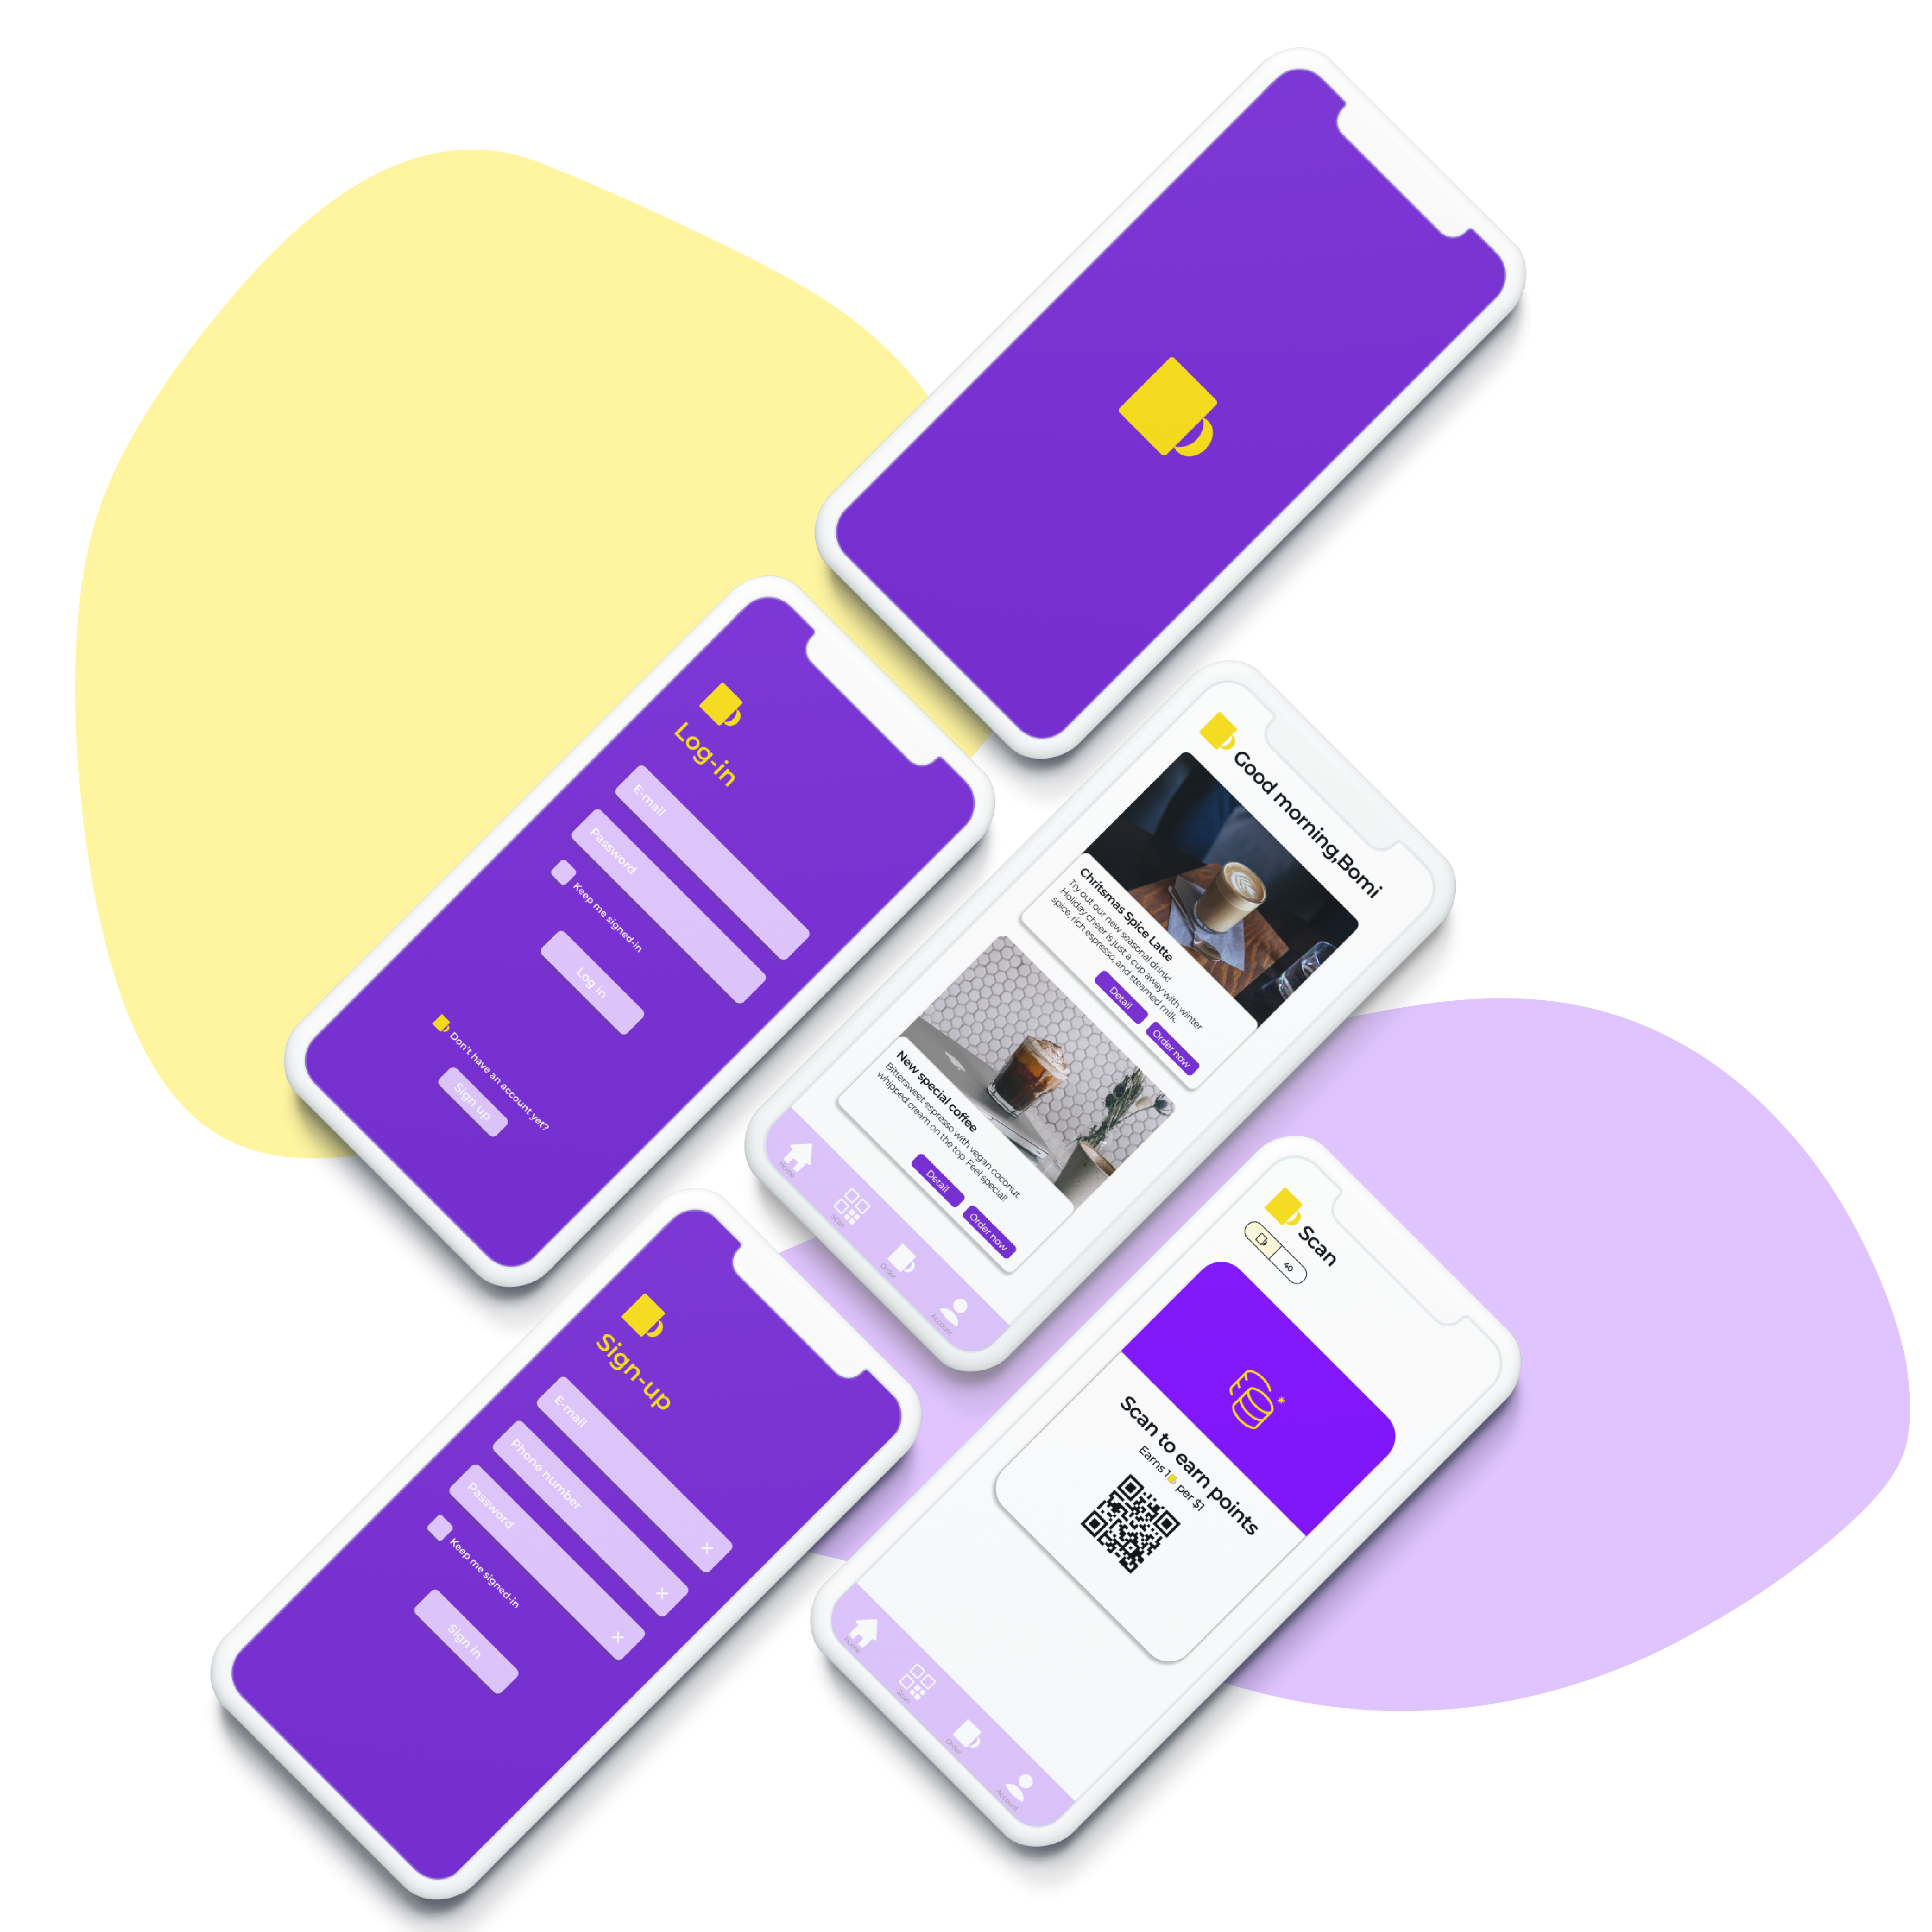 Log-in
E-mail
Password
Keep me signed-in
Log in
Don't have an account yet?
Sign up
Good morning,Bomi
Chritsmas Spice Latte
Try out our new seasonal drink!
Holiday cheer is just a cup away with winter
spice, rich espresso, and steamed milk.
Detail
Order now
New special coffee
Bittersweet espresso with vegan coconut
whipped cream on the top. Feel special!
Detail
Order now
Home
Scan
Order
Account
Sign-up
E-mail
Phone number
Password
Keep me signed-in
Sign in
Scan
40
Scan to earn points
Earns 1 per $1
Home
Scan
Order
Account